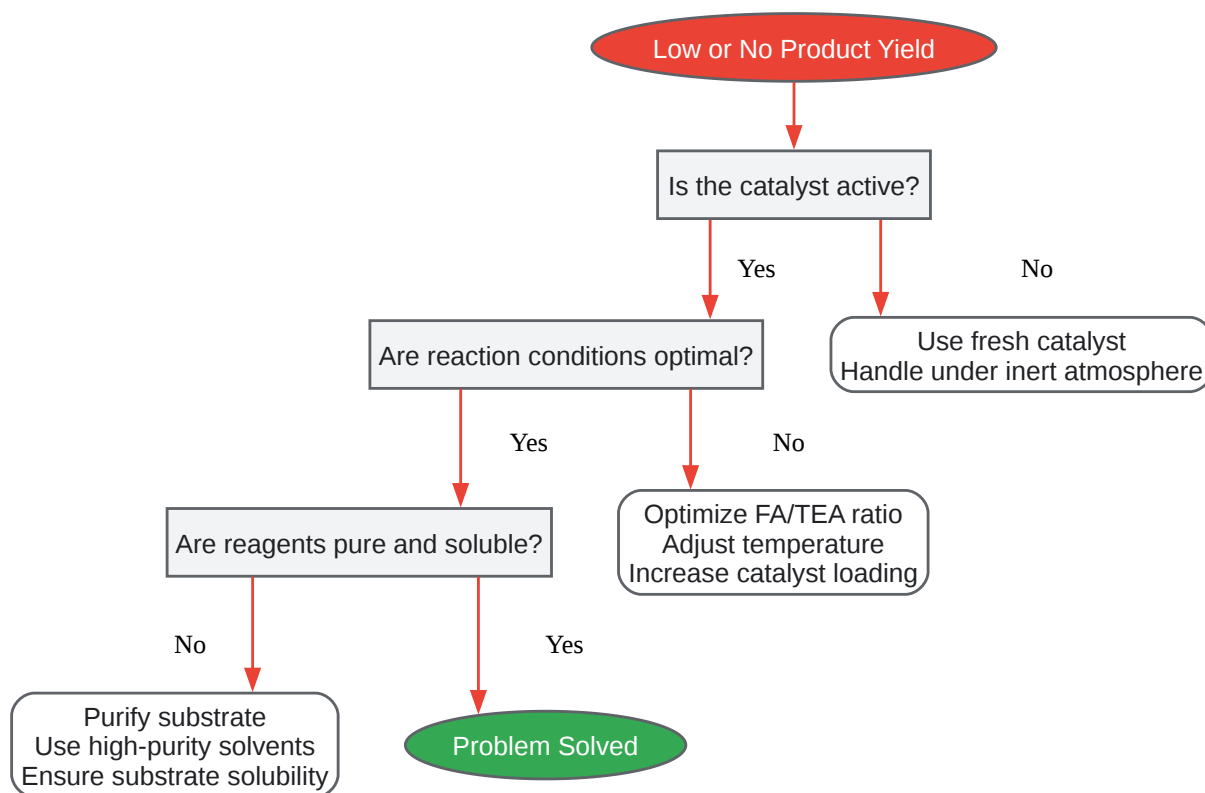 Low or No Product Yield
Is the catalyst active?
Yes
No
Are reaction conditions optimal?
Use fresh catalyst
Handle under inert atmosphere
Yes
No
Are reagents pure and soluble?
Optimize FA/TEA ratio
Adjust temperature
Increase catalyst loading
No
Yes
Purify substrate
Use high-purity solvents
Ensure substrate solubility
Problem Solved